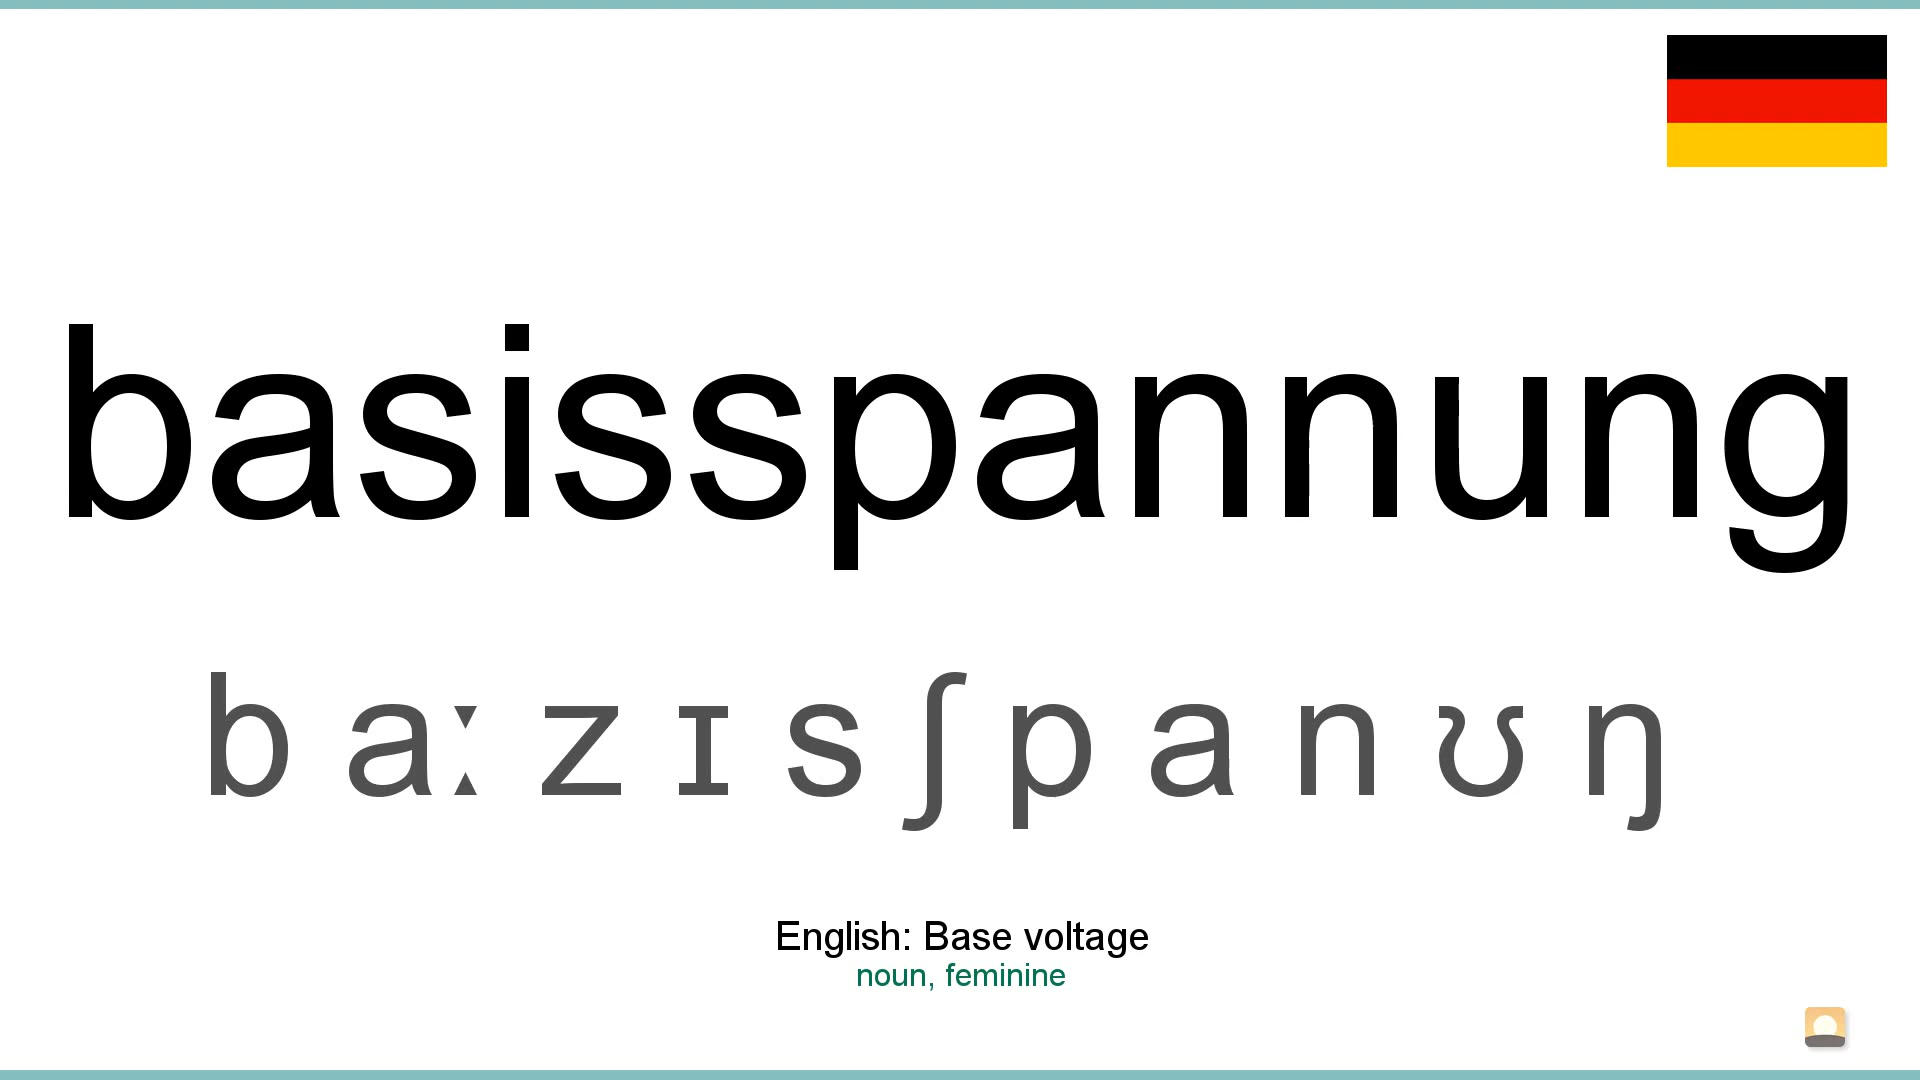 basisspannung
b aː z ɪ s ʃ p a n ʊ ŋ
English: Base voltage
noun, feminine